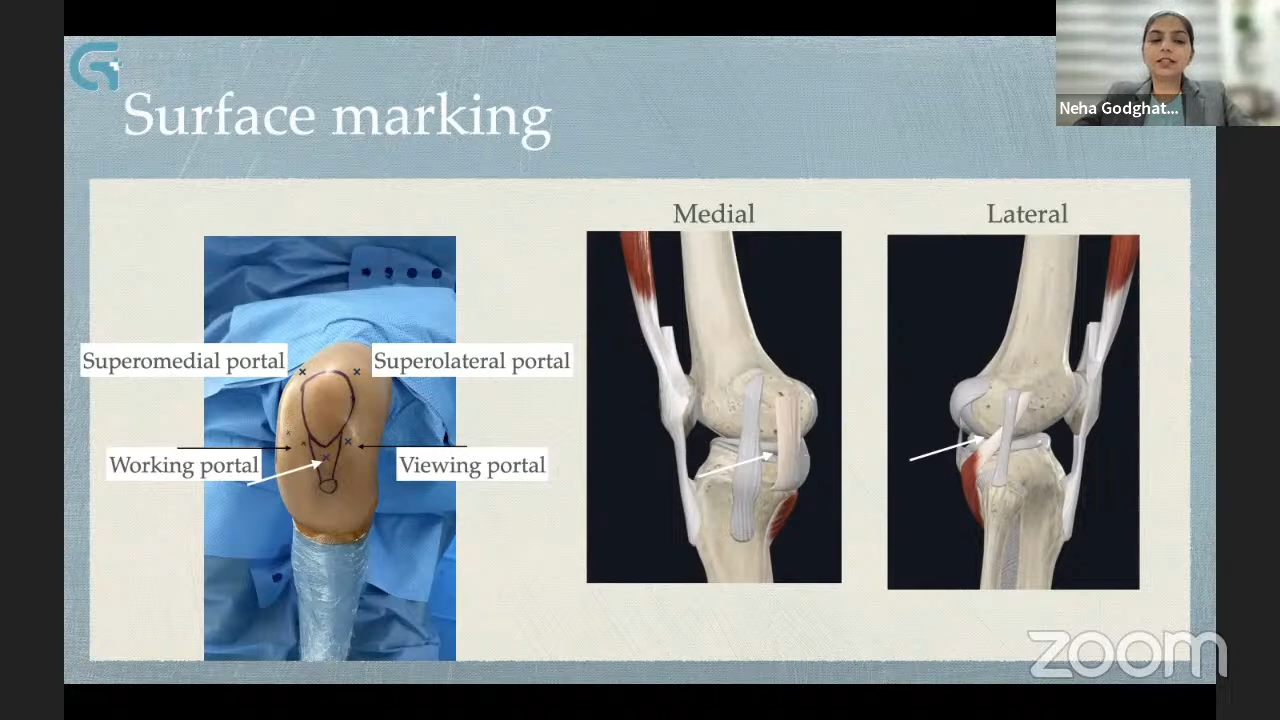 Surface marking
Neha Godghat...
Medial
Lateral
Superomedial portal
Superolateral portal
Working portal
Viewing portal
zoom